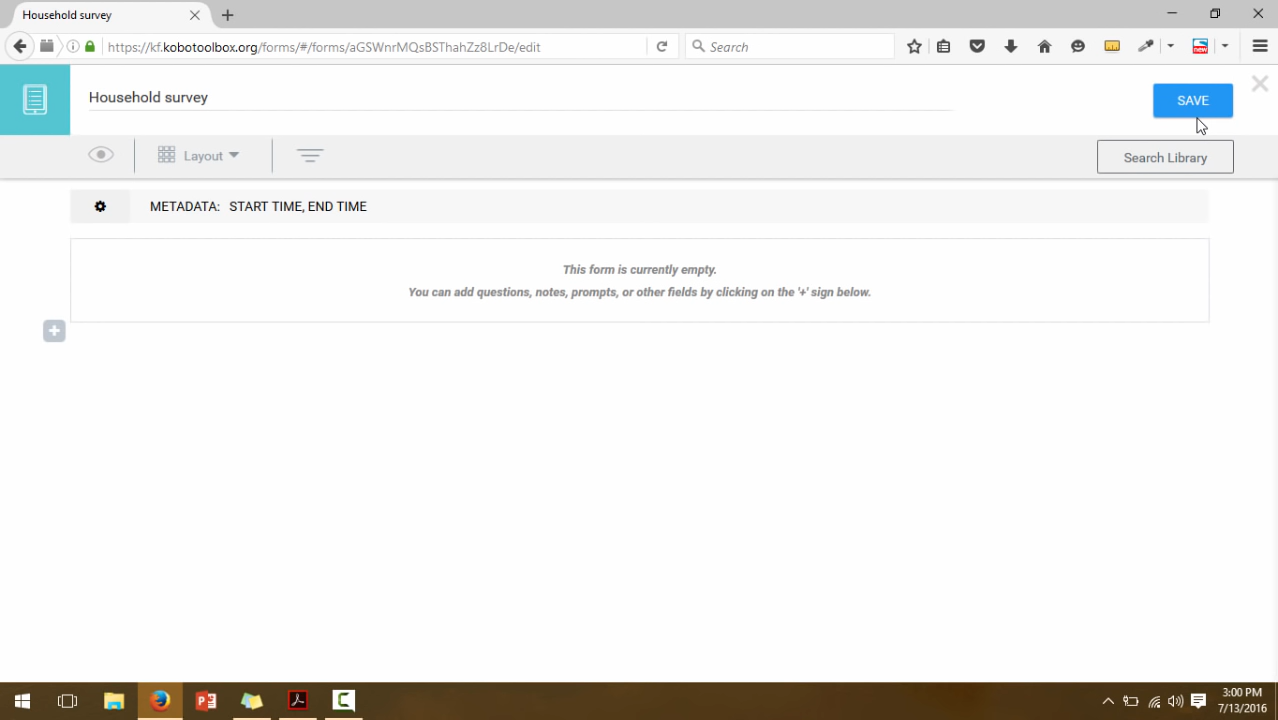 Household survey
https://kf.kobotoolbox.org/forms/#/forms/aGSWnrMQsBSThahZz8LrDe/edit
Search
new
Household survey
SAVE
Layout
Search Library
METADATA: START TIME, END TIME
This form is currently empty.
You can add questions, notes, prompts, or other fields by clicking on the '+' sign below.
3:00 PM
7/13/2016